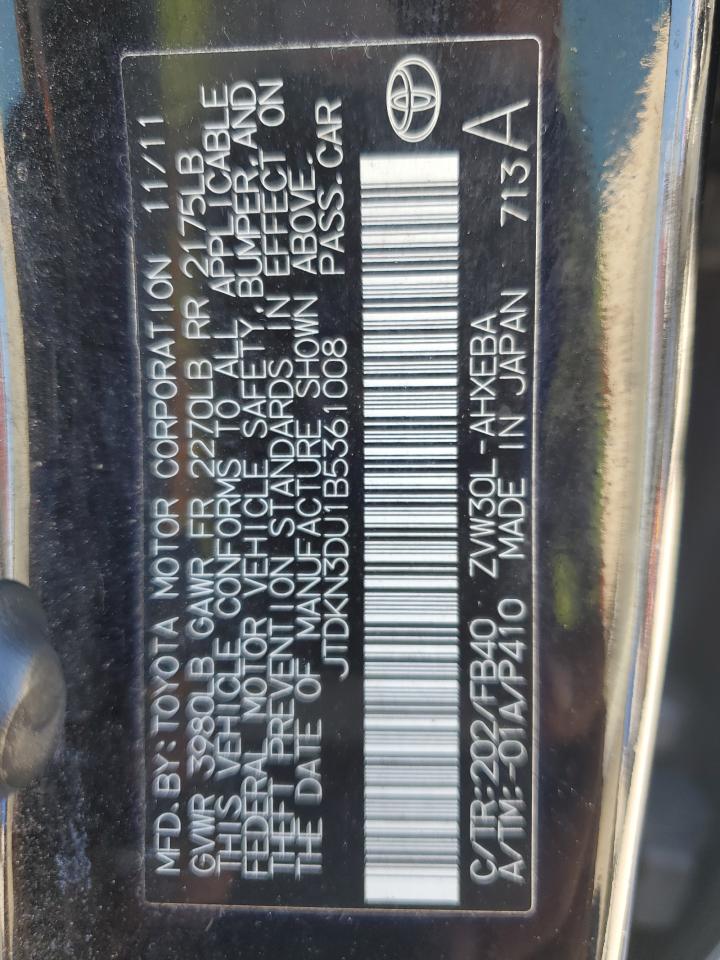 MFD. BY: TOYOTA MOTOR CORPORATION 11/11
GVWR 3980LB GAWR FR 2270LB RR 2175LB
THIS VEHICLE CONFORMS TO ALL APPLICABLE
FEDERAL MOTOR VEHICLE SAFETY, BUMPER, AND
THEFT PREVENTION STANDARDS IN EFFECT ON
THE DATE OF MANUFACTURE SHOWN ABOVE.
JTDKN3DU1B5361008 PASS. CAR
C/TR: 202/FB40 ZVW30L-AHXEBA
A/TM: -01A/P410 MADE IN JAPAN 713 A